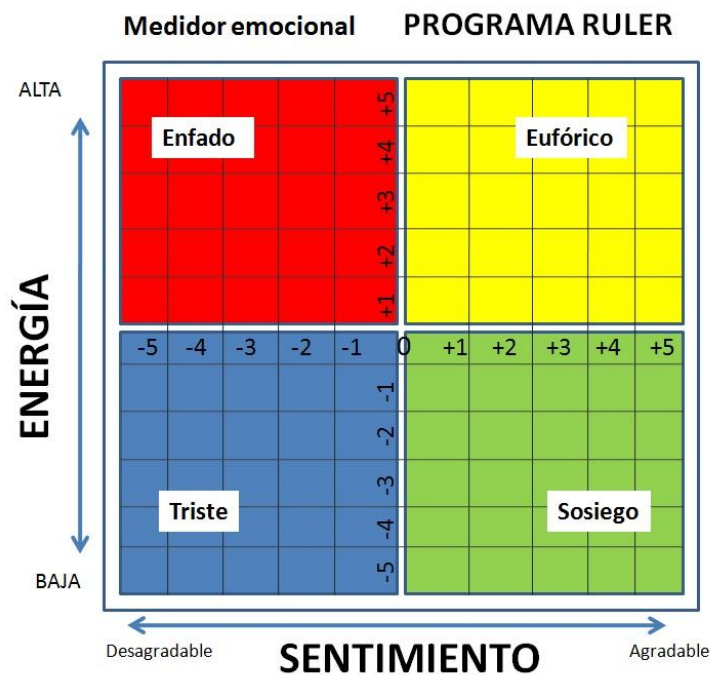 Medidor emocional PROGRAMA RULER
ALTA
+5
Enfado Eufórico
+4
+3
+2
+1
ENERGÍA
-5 -4 -3 -2 -1 0 +1 +2 +3 +4 +5
-1
-2
-3
Triste Sosiego
-4
-5
BAJA
Desagradable SENTIMIENTO Agradable